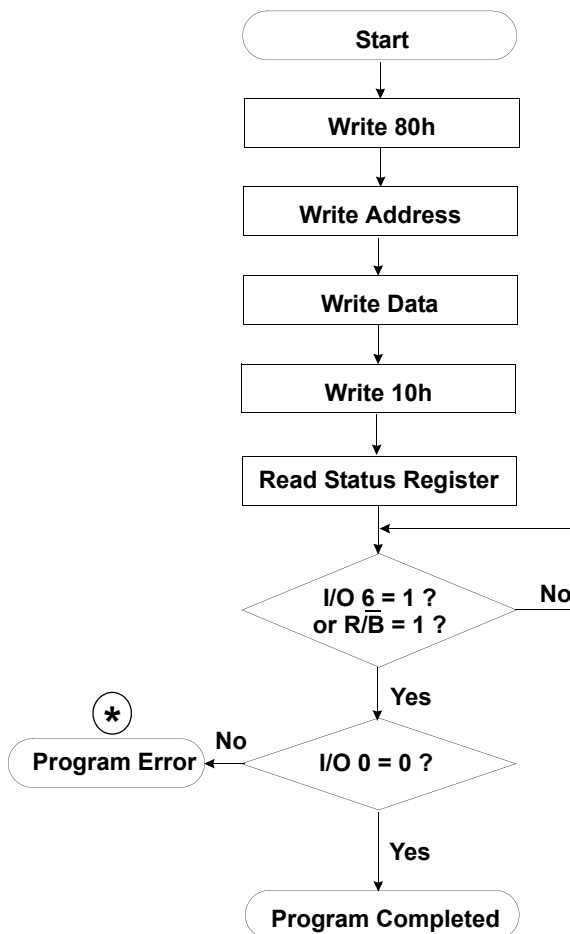 Start
Write 80h
Write Address
Write Data
Write 10h
Read Status Register
I/O 6 = 1 ?
or R/B̅ = 1 ?
No
Yes
*
No
Program Error
I/O 0 = 0 ?
Yes
Program Completed